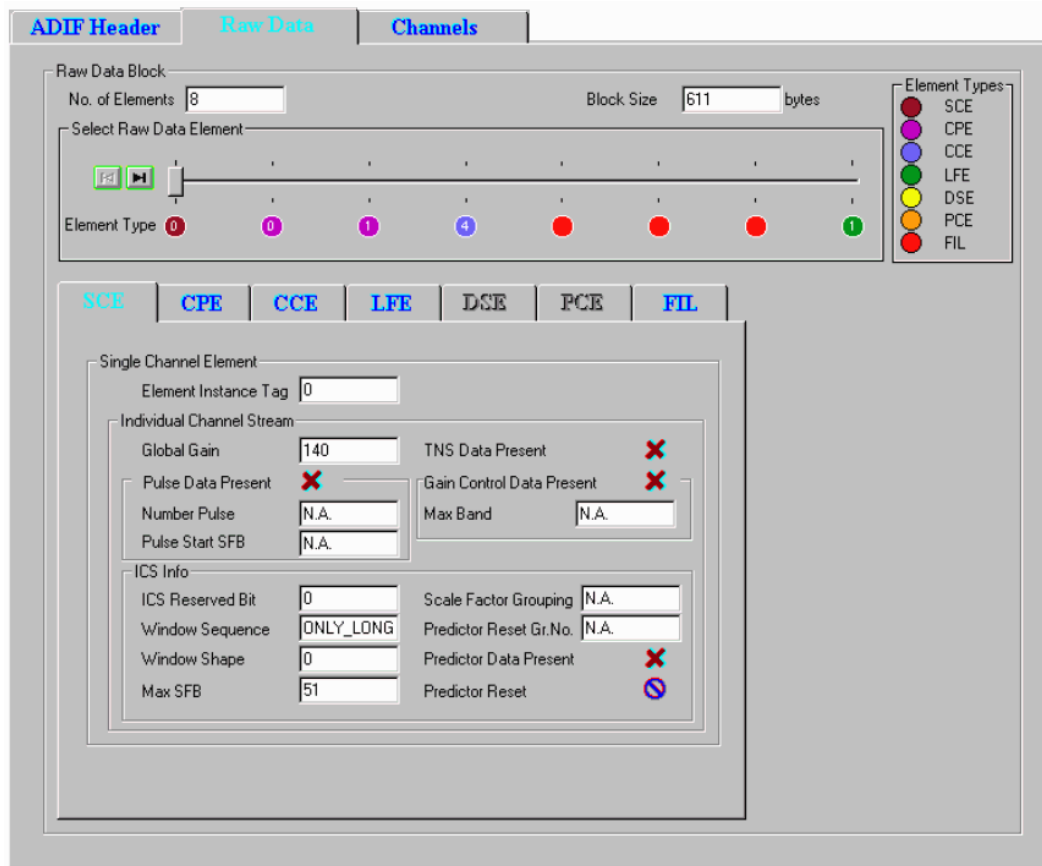 ADIF Header Raw Data Channels
Raw Data Block
No. of Elements 8 Block Size 611 bytes
Select Raw Data Element
Element Type 0 0 1 4 1
Element Types
SCE
CPE
CCE
LFE
DSE
PCE
FIL
SCE CPE CCE LFE DSE PCE FIL
Single Channel Element
Element Instance Tag 0
Individual Channel Stream
Global Gain 140 TNS Data Present
Pulse Data Present Gain Control Data Present
Number Pulse N.A. Max Band N.A.
Pulse Start SFB N.A.
ICS Info
ICS Reserved Bit 0 Scale Factor Grouping N.A.
Window Sequence ONLY_LONG Predictor Reset Gr.No. N.A.
Window Shape 0 Predictor Data Present
Max SFB 51 Predictor Reset